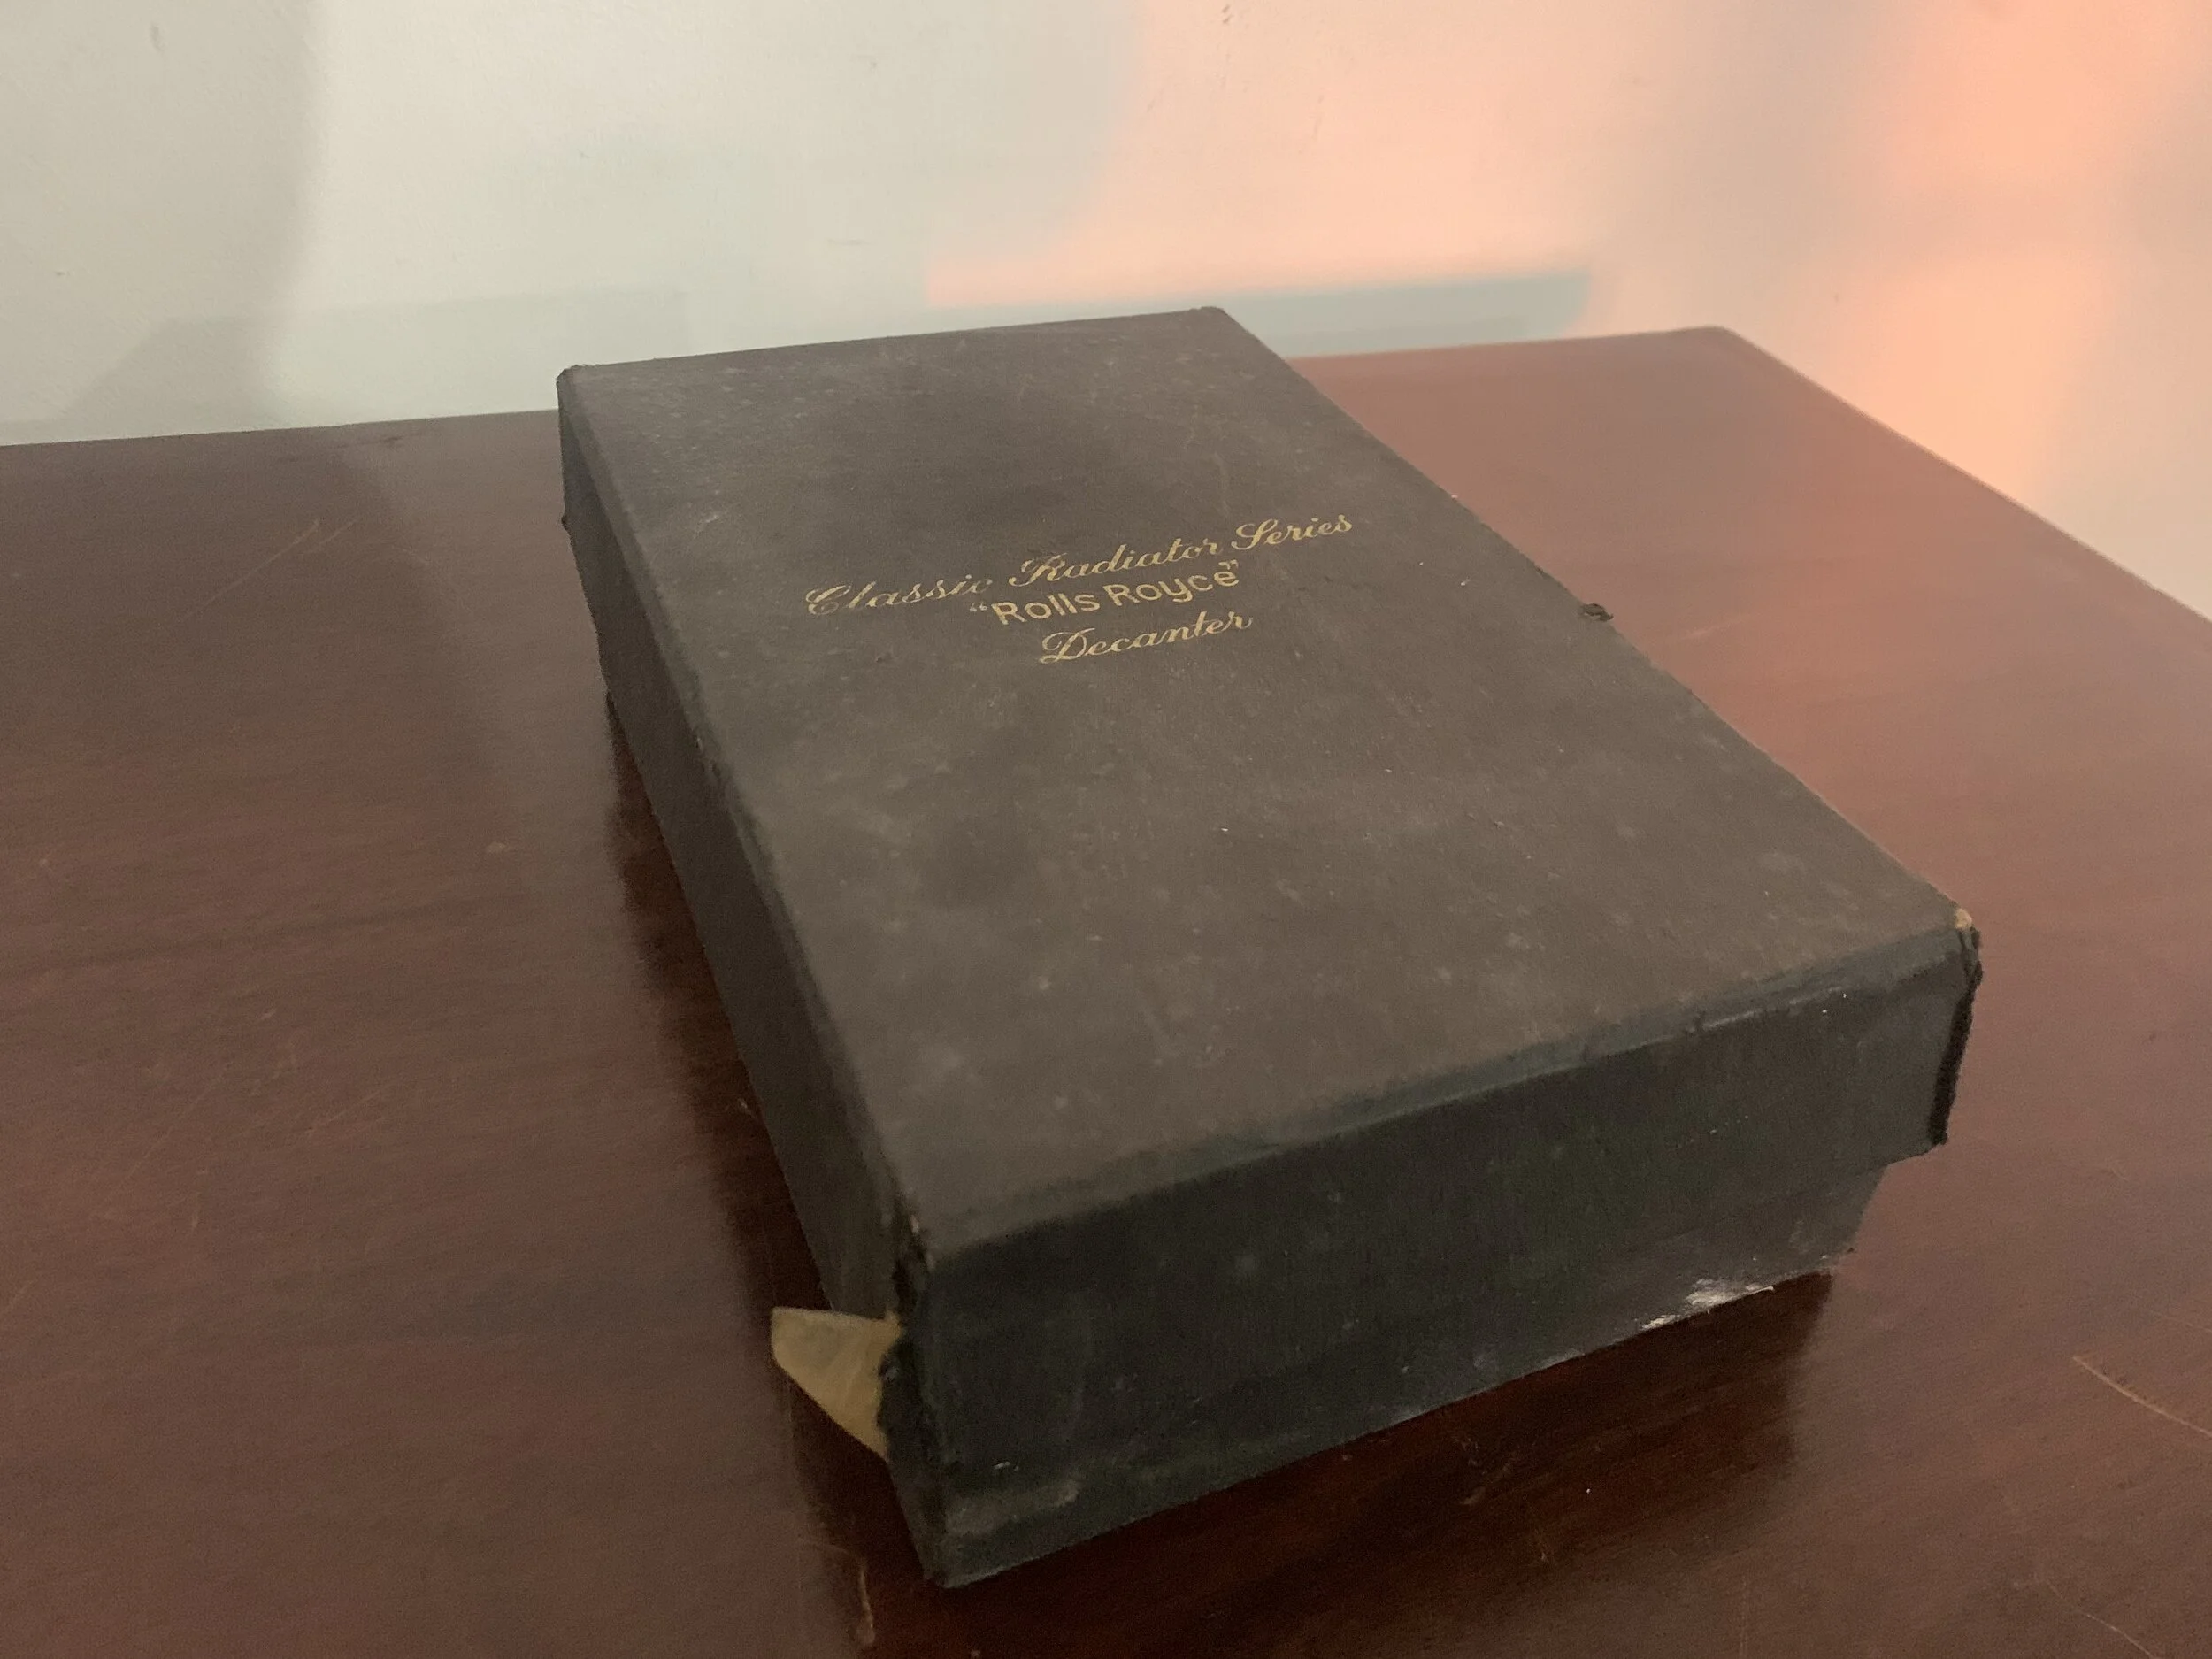 Classic Radiator Series
“Rolls Royce”
Decanter